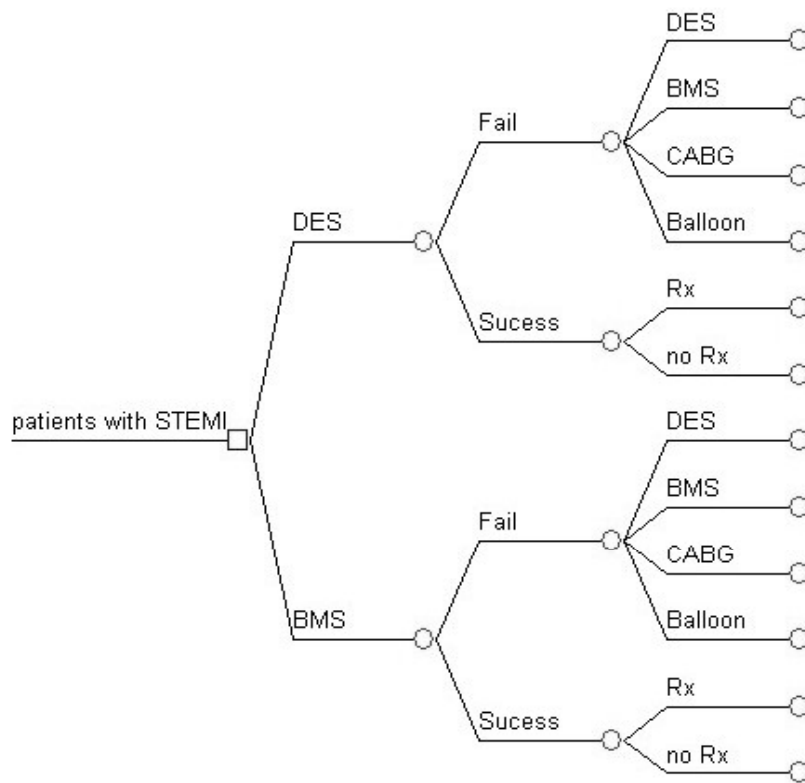 DES
BMS
Fail
CABG
DES
Balloon
Rx
Sucess
no Rx
patients with STEMI
DES
BMS
Fail
CABG
BMS
Balloon
Rx
Sucess
no Rx